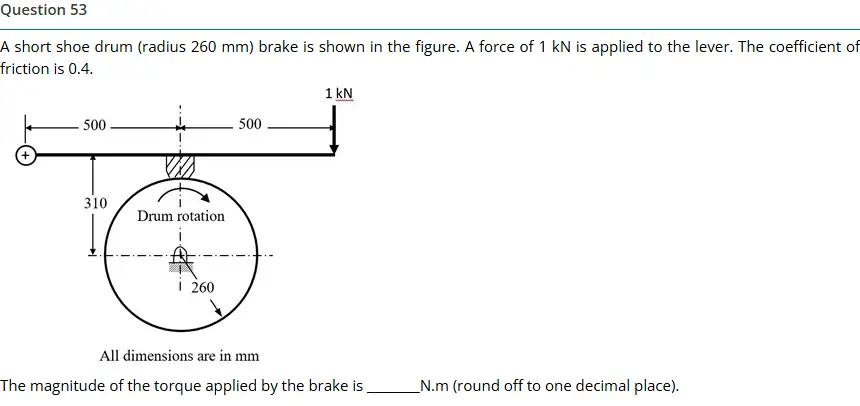 Question 53
A short shoe drum (radius 260 mm) brake is shown in the figure. A force of 1 kN is applied to the lever. The coefficient of
friction is 0.4.
1 kN
500
500
310
Drum rotation
260
All dimensions are in mm
The magnitude of the torque applied by the brake is ________N.m (round off to one decimal place).